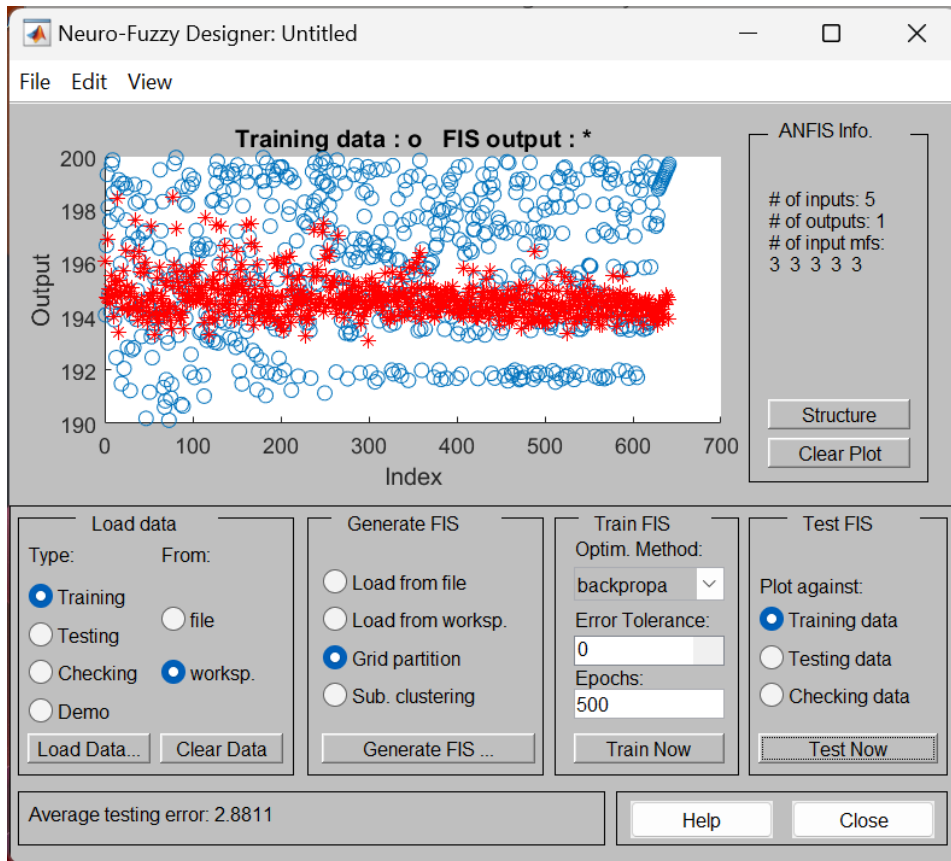 Neuro-Fuzzy Designer: Untitled
File Edit View
Training data : o FIS output : *
200
198
196
194
192
190
Output
0 100 200 300 400 500 600 700
Index
ANFIS Info.
# of inputs: 5
# of outputs: 1
# of input mfs:
3 3 3 3 3
Structure
Clear Plot
Load data
Type: From:
Training
Testing
Checking
Demo
file
worksp.
Load Data... Clear Data
Generate FIS
Load from file
Load from worksp.
Grid partition
Sub. clustering
Generate FIS ...
Train FIS
Optim. Method:
backpropa
Error Tolerance:
0
Epochs:
500
Train Now
Test FIS
Plot against:
Training data
Testing data
Checking data
Test Now
Average testing error: 2.8811
Help Close